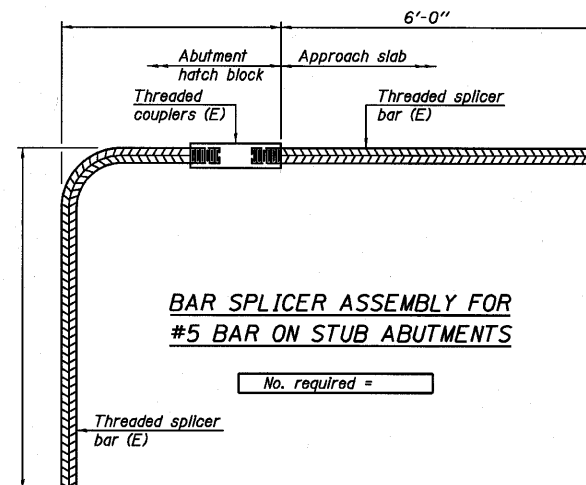 6'-0"
Abutment
hatch block
Approach slab
Threaded
couplers (E)
Threaded splicer
bar (E)
BAR SPLICER ASSEMBLY FOR
#5 BAR ON STUB ABUTMENTS
No. required =
Threaded splicer
bar (E)